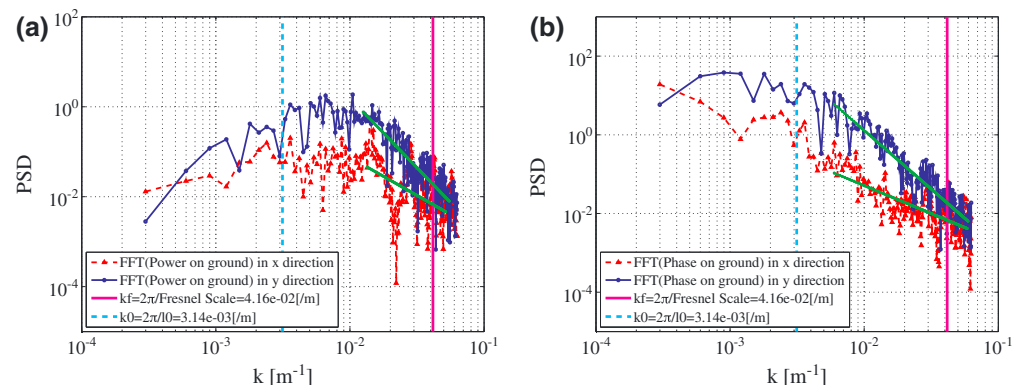 (a)
10^2
10^0
10^-2
10^-4
PSD
FFT(Power on ground) in x direction
FFT(Power on ground) in y direction
kf=2π/Fresnel Scale=4.16e-02[/m]
k0=2π/l0=3.14e-03[/m]
10^-4
10^-3
10^-2
10^-1
k [m^-1]
(b)
10^2
10^0
10^-2
10^-4
PSD
FFT(Phase on ground) in x direction
FFT(Phase on ground) in y direction
kf=2π/Fresnel Scale=4.16e-02[/m]
k0=2π/l0=3.14e-03[/m]
10^-4
10^-3
10^-2
10^-1
k [m^-1]